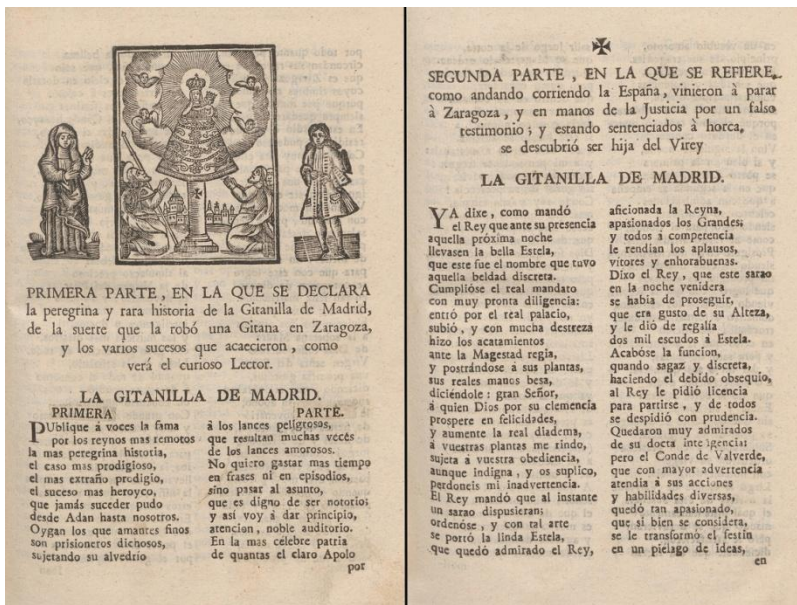 PRIMERA PARTE, EN LA QUE SE DECLARA
la peregrina y rara historia de la Gitanilla de Madrid,
de la suerte que la robó una Gitana en Zaragoza,
y los varios sucesos que acaecieron, como
verá el curioso Lector.
LA GITANILLA DE MADRID.
PRIMERA PARTE.
PUblique á voces la fama
por los reynos mas remotos
la mas peregrina historia,
el caso mas prodigioso,
el mas extraño prodigio,
el suceso mas heroyco,
que jamás suceder pudo
desde Adan hasta nosotros.
Oygan los que amantes finos
son prisioneros dichosos,
sujetando su alvedrio
á los lances peligrosos,
que resultan muchas veces
de los lances amorosos.
No quiero gastar mas tiempo
en frases ni en episodios,
sino pasar al asunto,
que es digno de ser notorio;
y así voy á dar principio,
atencion, noble auditorio.
En la mas célebre patria
de quantas el claro Apolo
por
SEGUNDA PARTE, EN LA QUE SE REFIERE,
como andando corriendo la España, vinieron à parar
à Zaragoza, y en manos de la Justicia por un falso
testimonio; y estando sentenciados à horca,
se descubrió ser hija del Virey
LA GITANILLA DE MADRID.
YA dixe, como mandó
el Rey que ante su presencia
aquella próxima noche
llevasen la bella Estela,
que este fue el nombre que tuvo
aquella beldad discreta.
Cumplióse el real mandato
con muy pronta diligencia:
entró por el real palacio,
subió, y con mucha destreza
hizo los acatamientos
ante la Magestad regia,
y postrándose á sus plantas,
sus reales manos besa,
diciéndole: gran Señor,
á quien Dios por su clemencia
prospere en felicidades,
y aumente la real diadema,
á vuestras plantas me rindo,
sujeta á vuestra obediencia,
aunque indigna, y os suplico,
perdoneis mi inadvertencia.
El Rey mandó que al instante
un sarao dispusieran;
ordenóse, y con tal arte
se portó la linda Estela,
que quedó admirado el Rey,
aficionada la Reyna,
apasionados los Grandes;
y todos á competencia
le rendían los aplausos,
vítores y enhorabuenas.
Dixo el Rey, que este sarao
en la noche venidera
se habia de proseguir,
que era gusto de su Alteza,
y le dió de regalía
dos mil escudos á Estela.
Acabóse la funcion,
quando sagaz y discreta,
haciendo el debido obsequio,
al Rey le pidió licencia
para partirse, y de todos
se despidió con prudencia.
Quedaron muy admirados
de su docta inteligencia;
pero el Conde de Valverde,
que con mayor advertencia
atendia á sus acciones
y habilidades diversas,
quedó tan apasionado,
que si bien se considera,
se le transformó el festin
en un pielago de ideas,
en